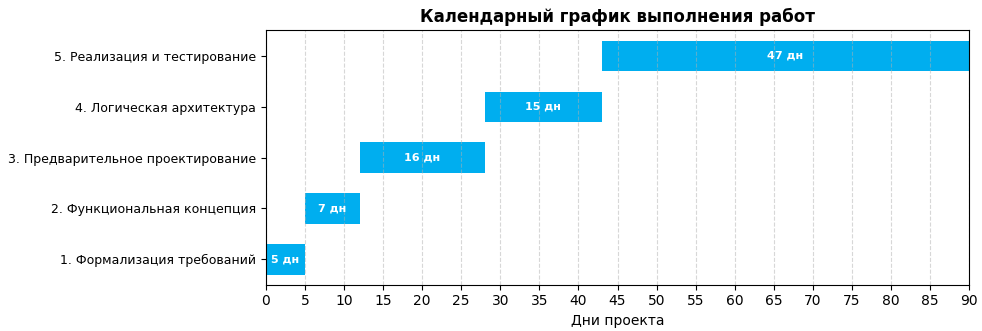 Календарный график выполнения работ
5. Реализация и тестирование
47 дн
4. Логическая архитектура
15 дн
3. Предварительное проектирование
16 дн
2. Функциональная концепция
7 дн
1. Формализация требований
5 дн
0 5 10 15 20 25 30 35 40 45 50 55 60 65 70 75 80 85 90
Дни проекта